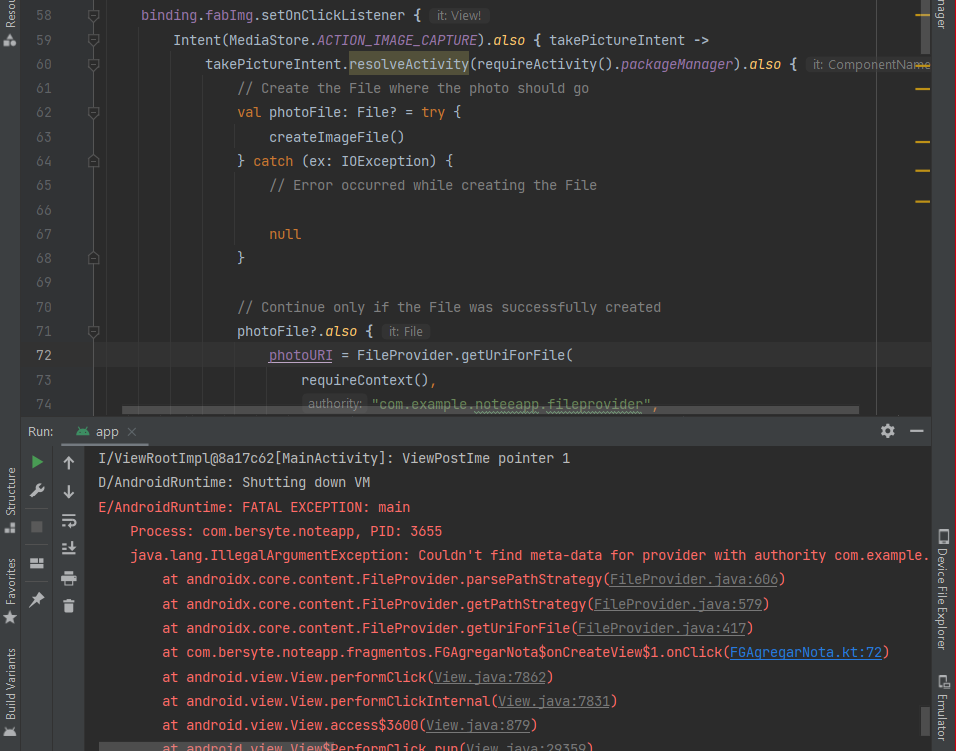 58 binding.fabImg.setOnClickListener { it: View!
59 Intent(MediaStore.ACTION_IMAGE_CAPTURE).also { takePictureIntent ->
60 takePictureIntent.resolveActivity(requireActivity().packageManager).also { it: ComponentName
61 // Create the File where the photo should go
62 val photoFile: File? = try {
63 createImageFile()
64 } catch (ex: IOException) {
65 // Error occurred while creating the File
66
67 null
68 }
69
70 // Continue only if the File was successfully created
71 photoFile?.also { it: File
72 photoURI = FileProvider.getUriForFile(
73 requireContext(),
74 authority: "com.example.noteeapp.fileprovider",
Run: app
I/ViewRootImpl@8a17c62[MainActivity]: ViewPostIme pointer 1
D/AndroidRuntime: Shutting down VM
E/AndroidRuntime: FATAL EXCEPTION: main
Process: com.bersyte.noteapp, PID: 3655
java.lang.IllegalArgumentException: Couldn't find meta-data for provider with authority com.example.
at androidx.core.content.FileProvider.parsePathStrategy(FileProvider.java:606)
at androidx.core.content.FileProvider.getPathStrategy(FileProvider.java:579)
at androidx.core.content.FileProvider.getUriForFile(FileProvider.java:417)
at com.bersyte.noteapp.fragmentos.FGAgregarNota$onCreateView$1.onClick(FGAgregarNota.kt:72)
at android.view.View.performClick(View.java:7862)
at android.view.View.performClickInternal(View.java:7831)
at android.view.View.access$3600(View.java:879)
at android.view.View$PerformClick.run(View.java:29359)
Structure
Favorites
Build Variants
Device File Explorer
Emulator